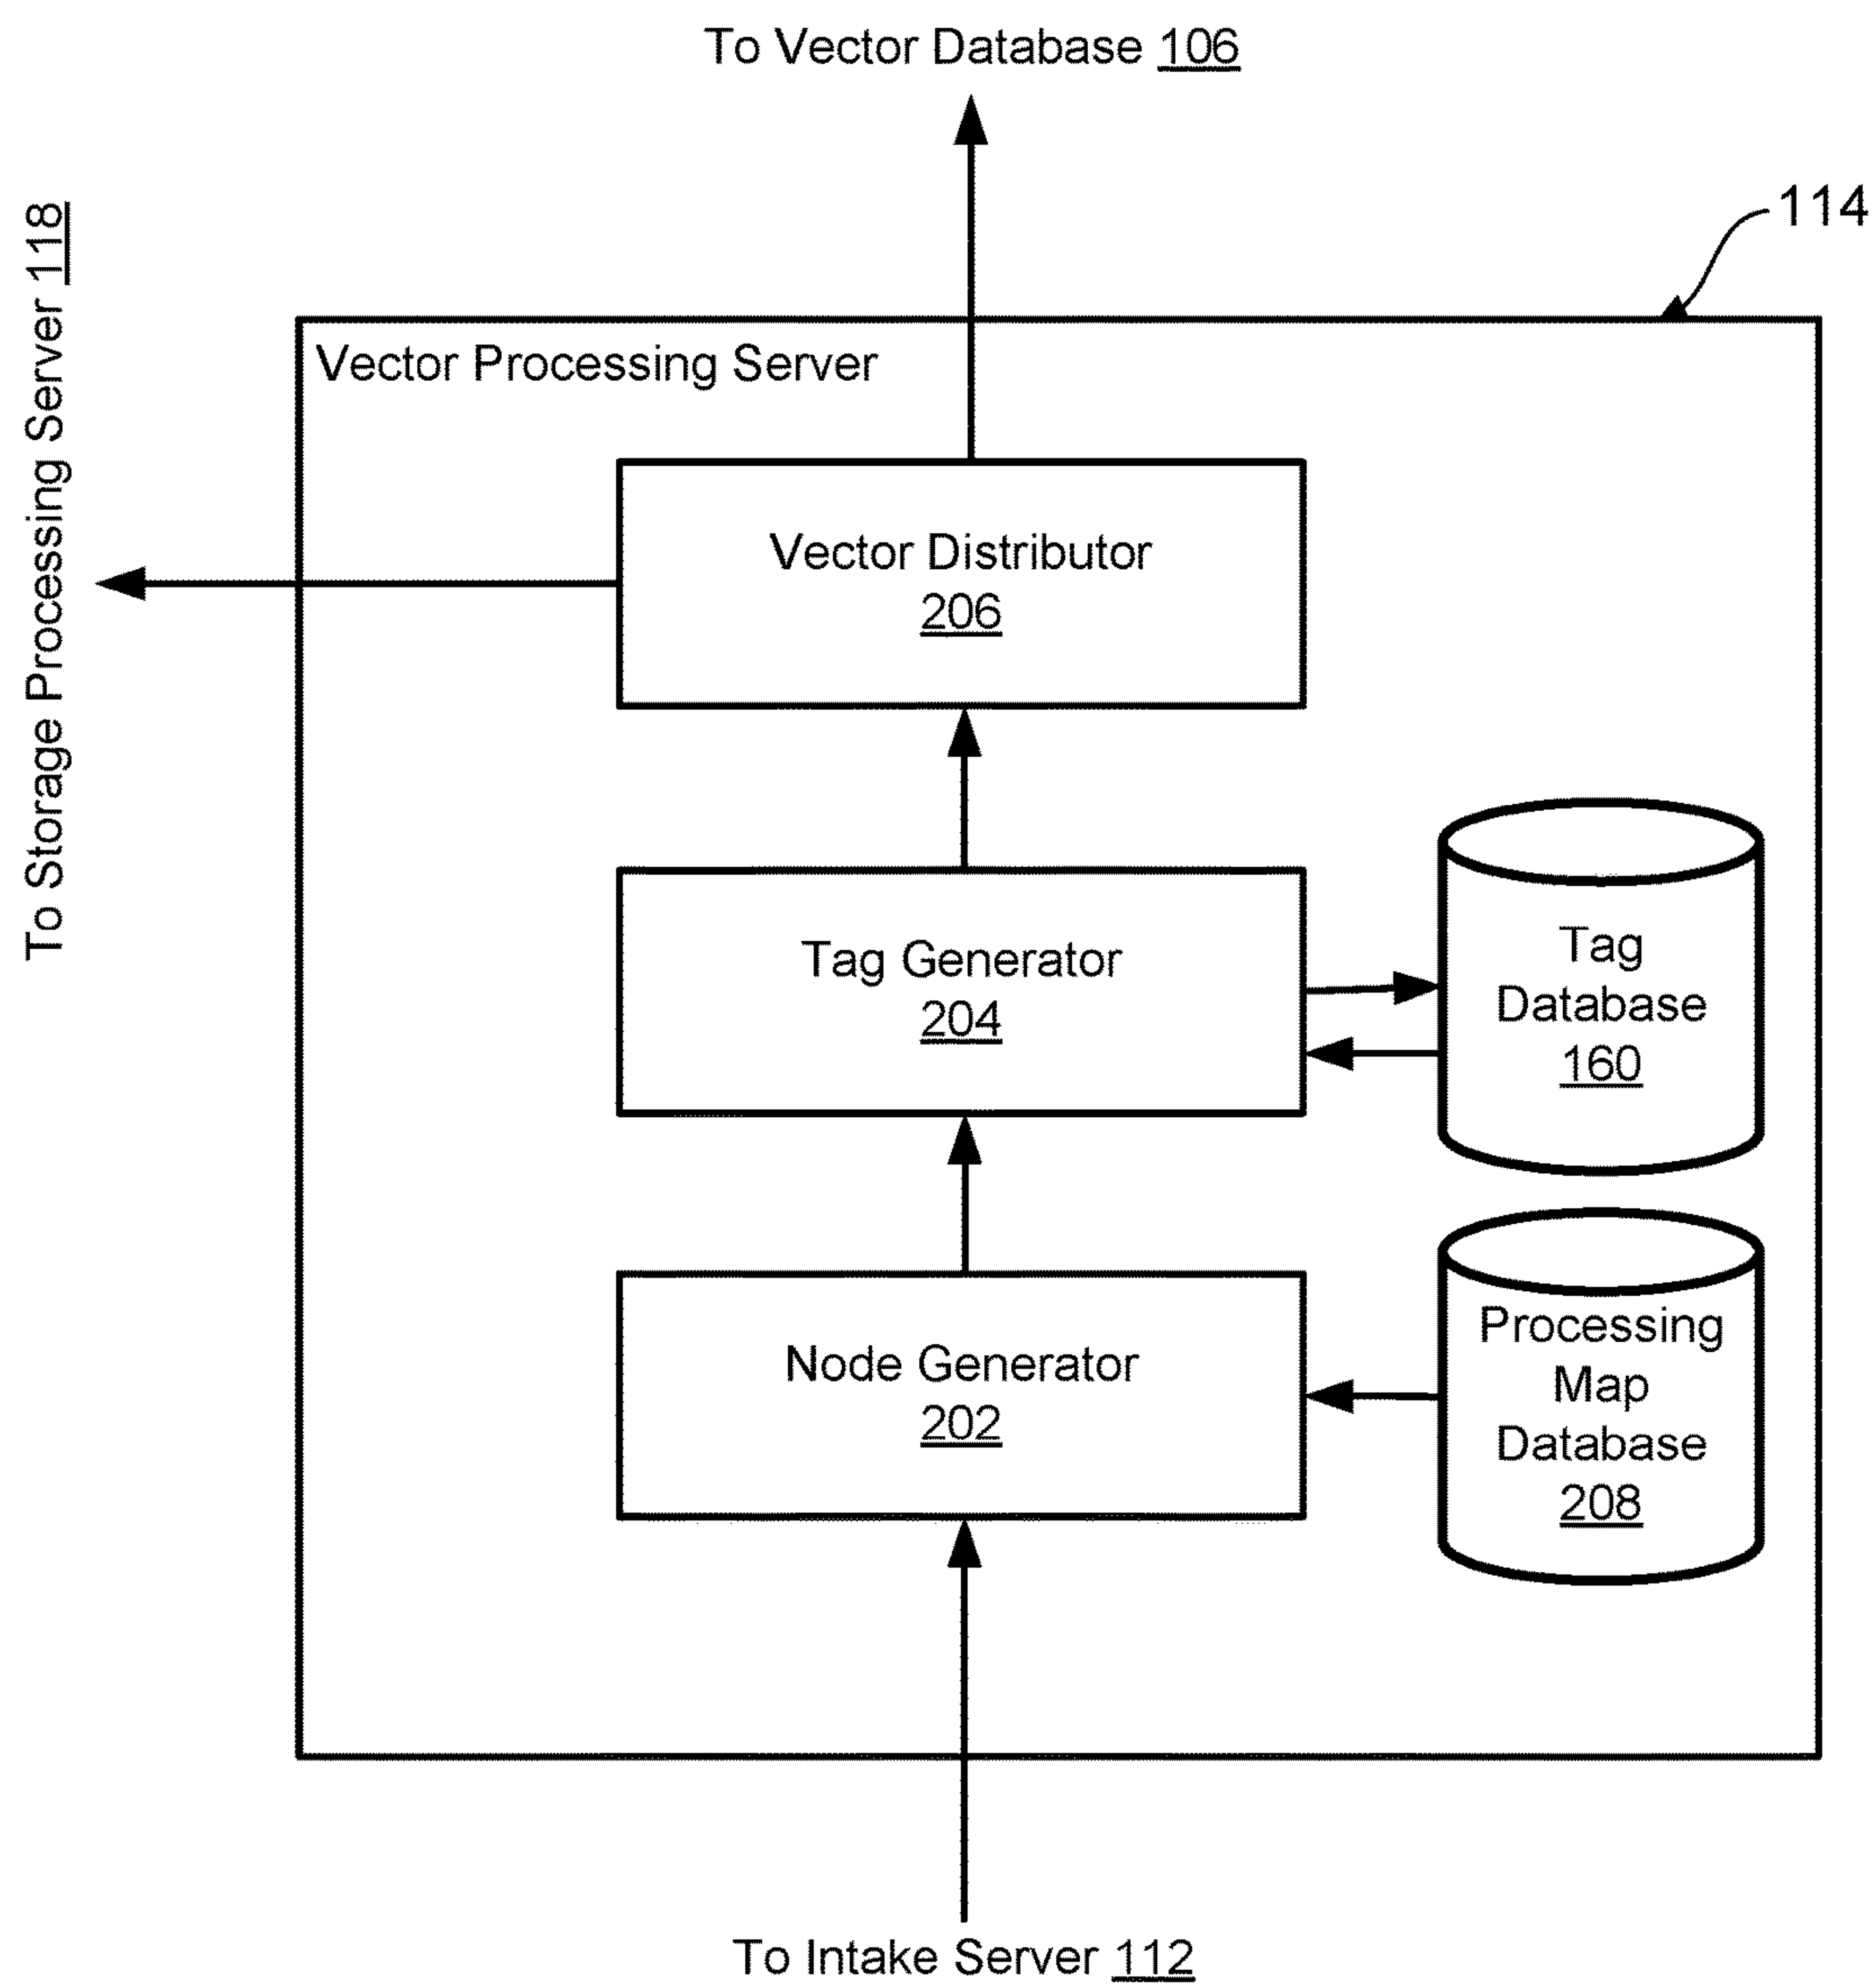 To Vector Database 106
114
To Storage Processing Server 118
Vector Processing Server
Vector Distributor
206
Tag Generator
204
Tag
Database
160
Node Generator
202
Processing
Map
Database
208
To Intake Server 112